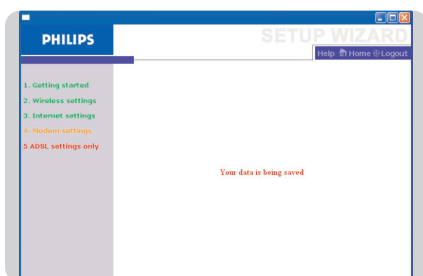 PHILIPS
SETUP WIZARD
Help Home Logout
1. Getting started
2. Wireless settings
3. Internet settings
4. Modem settings
5 ADSL settings only
Your data is being saved